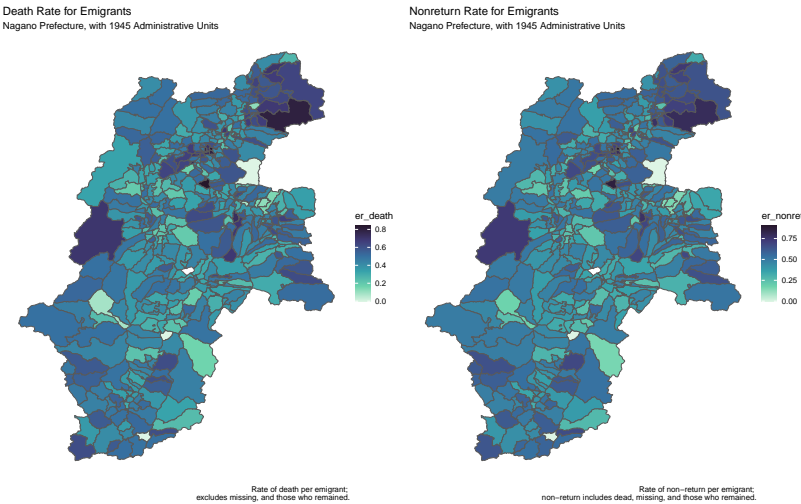 Death Rate for Emigrants
Nagano Prefecture, with 1945 Administrative Units
er_death
0.8
0.6
0.4
0.2
0.0
Rate of death per emigrant;
excludes missing, and those who remained.
Nonreturn Rate for Emigrants
Nagano Prefecture, with 1945 Administrative Units
er_nonret
0.75
0.50
0.25
0.00
Rate of non−return per emigrant;
non−return includes dead, missing, and those who remained.